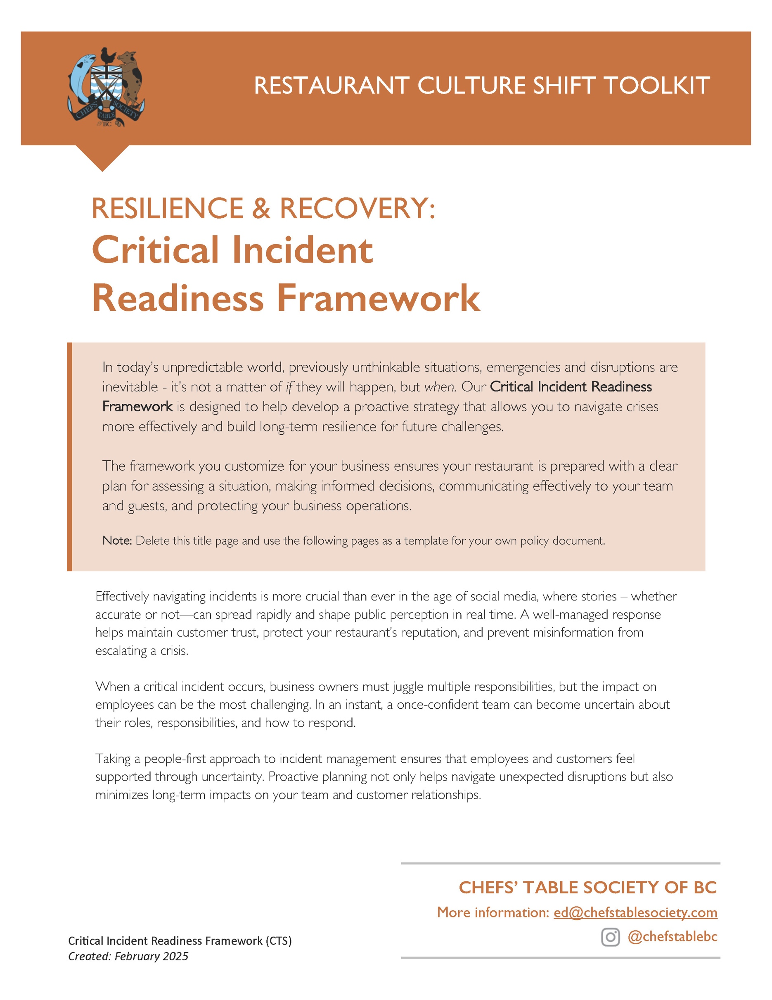 CHEFS' TABLE SOCIETY
of BC
RESTAURANT CULTURE SHIFT TOOLKIT
RESILIENCE & RECOVERY:
Critical Incident
Readiness Framework
In today's unpredictable world, previously unthinkable situations, emergencies and disruptions are
inevitable - it's not a matter of if they will happen, but when. Our Critical Incident Readiness
Framework is designed to help develop a proactive strategy that allows you to navigate crises
more effectively and build long-term resilience for future challenges.
The framework you customize for your business ensures your restaurant is prepared with a clear
plan for assessing a situation, making informed decisions, communicating effectively to your team
and guests, and protecting your business operations.
Note: Delete this title page and use the following pages as a template for your own policy document.
Effectively navigating incidents is more crucial than ever in the age of social media, where stories – whether
accurate or not—can spread rapidly and shape public perception in real time. A well-managed response
helps maintain customer trust, protect your restaurant's reputation, and prevent misinformation from
escalating a crisis.
When a critical incident occurs, business owners must juggle multiple responsibilities, but the impact on
employees can be the most challenging. In an instant, a once-confident team can become uncertain about
their roles, responsibilities, and how to respond.
Taking a people-first approach to incident management ensures that employees and customers feel
supported through uncertainty. Proactive planning not only helps navigate unexpected disruptions but also
minimizes long-term impacts on your team and customer relationships.
CHEFS' TABLE SOCIETY OF BC
More information: ed@chefstablesociety.com
@chefstablebc
Critical Incident Readiness Framework (CTS)
Created: February 2025